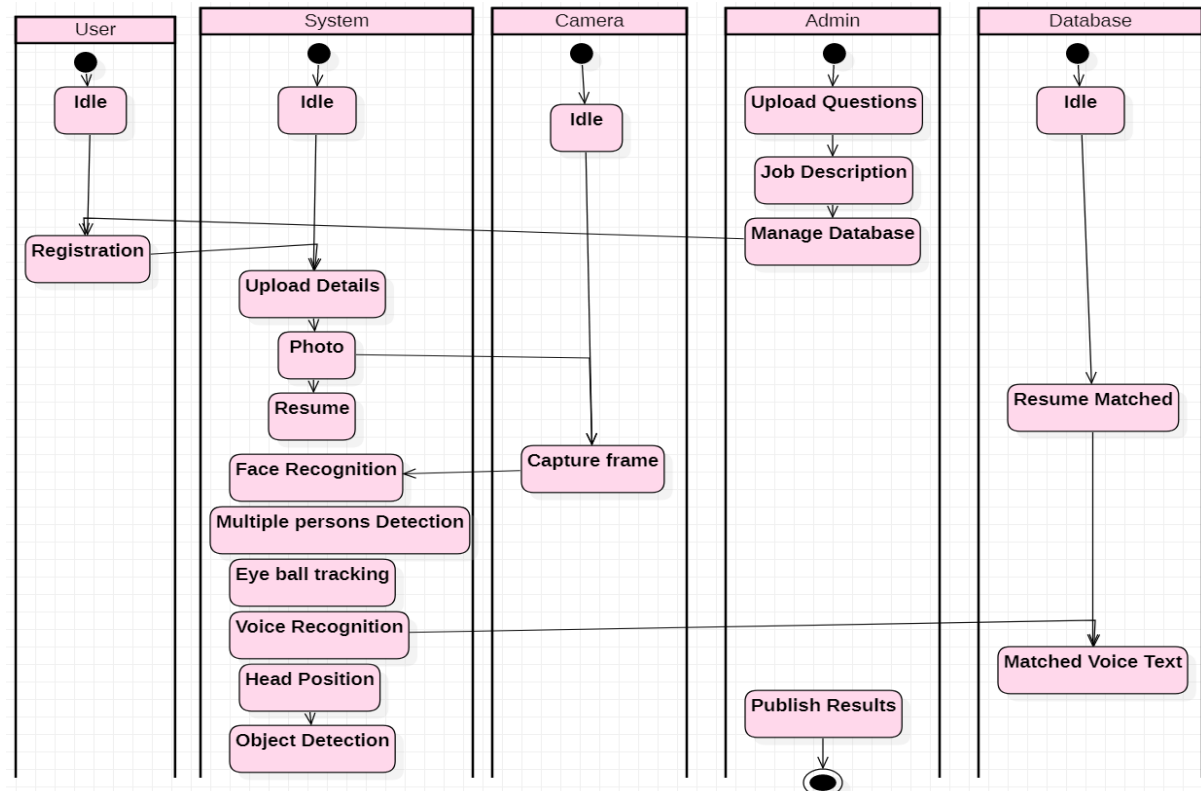 User
System
Camera
Admin
Database
Idle
Idle
Idle
Upload Questions
Idle
Job Description
Manage Database
Registration
Upload Details
Photo
Resume
Resume Matched
Face Recognition
Capture frame
Multiple persons Detection
Eye ball tracking
Voice Recognition
Matched Voice Text
Head Position
Publish Results
Object Detection